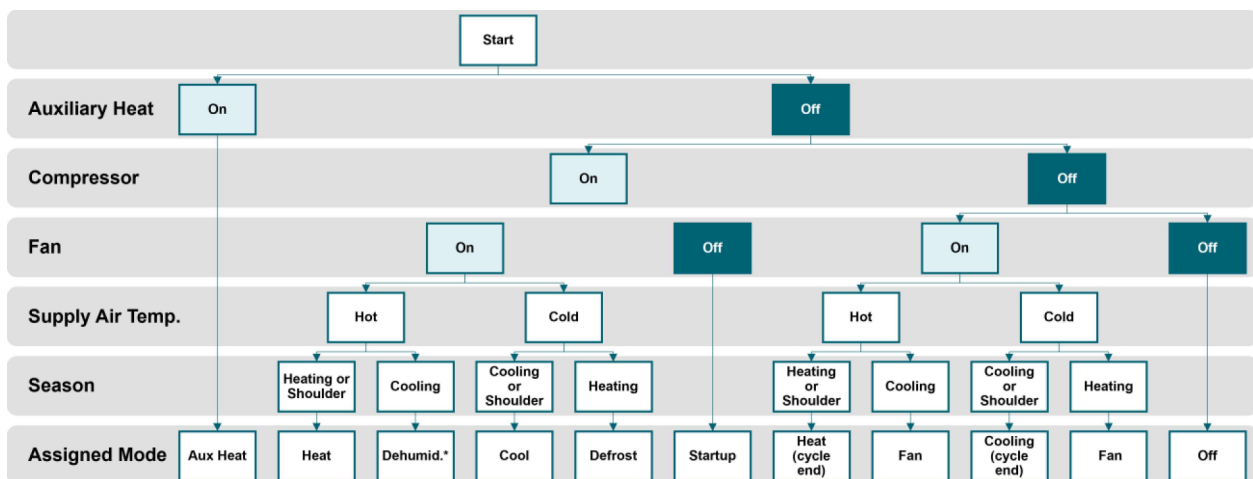 Start
Auxiliary Heat
On
Off
Compressor
On
Off
Fan
On
Off
On
Off
Supply Air Temp.
Hot
Cold
Hot
Cold
Season
Heating or
Shoulder
Cooling
Cooling
or
Shoulder
Heating
Heating
or
Shoulder
Cooling
Cooling
or
Shoulder
Heating
Assigned Mode
Aux Heat
Heat
Dehumid.*
Cool
Defrost
Startup
Heat
(cycle
end)
Fan
Cooling
(cycle
end)
Fan
Off